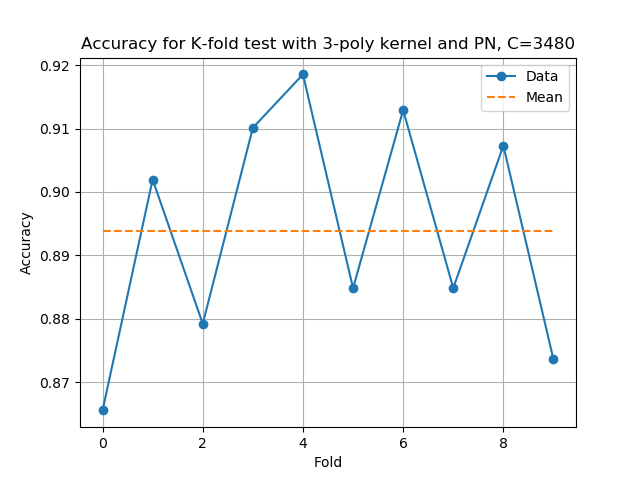 Accuracy for K-fold test with 3-poly kernel and PN, C=3480
Data
Mean
0.92
0.91
0.90
0.89
0.88
0.87
Accuracy
0
2
4
6
8
Fold